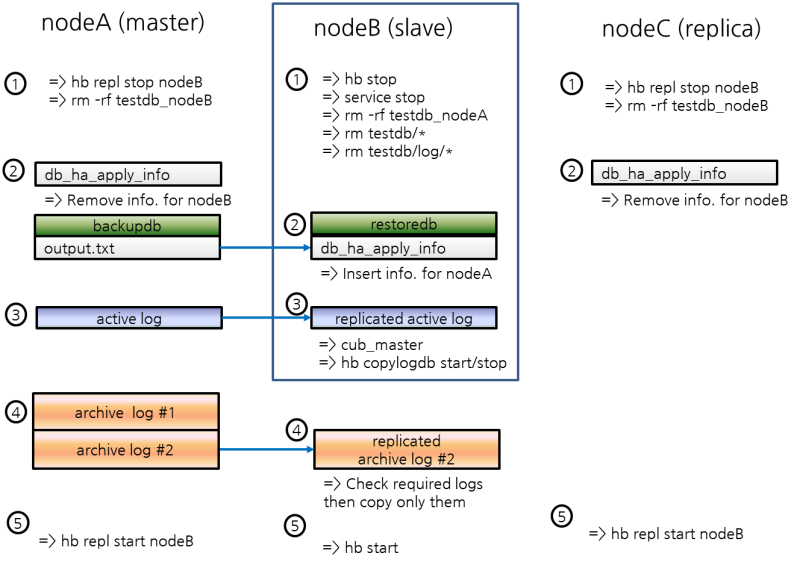 nodeA (master)
nodeB (slave)
nodeC (replica)
1
=> hb repl stop nodeB
=> rm -rf testdb_nodeB
1
=> hb stop
=> service stop
=> rm -rf testdb_nodeA
=> rm testdb/*
=> rm testdb/log/*
1
=> hb repl stop nodeB
=> rm -rf testdb_nodeB
2
db_ha_apply_info
=> Remove info. for nodeB
backupdb
output.txt
2
restoredb
db_ha_apply_info
=> Insert info. for nodeA
2
db_ha_apply_info
=> Remove info. for nodeB
3
active log
3
replicated active log
=> cub_master
=> hb copylogdb start/stop
4
archive log #1
archive log #2
4
replicated
archive log #2
=> Check required logs
then copy only them
5
=> hb repl start nodeB
5
=> hb start
5
=> hb repl start nodeB